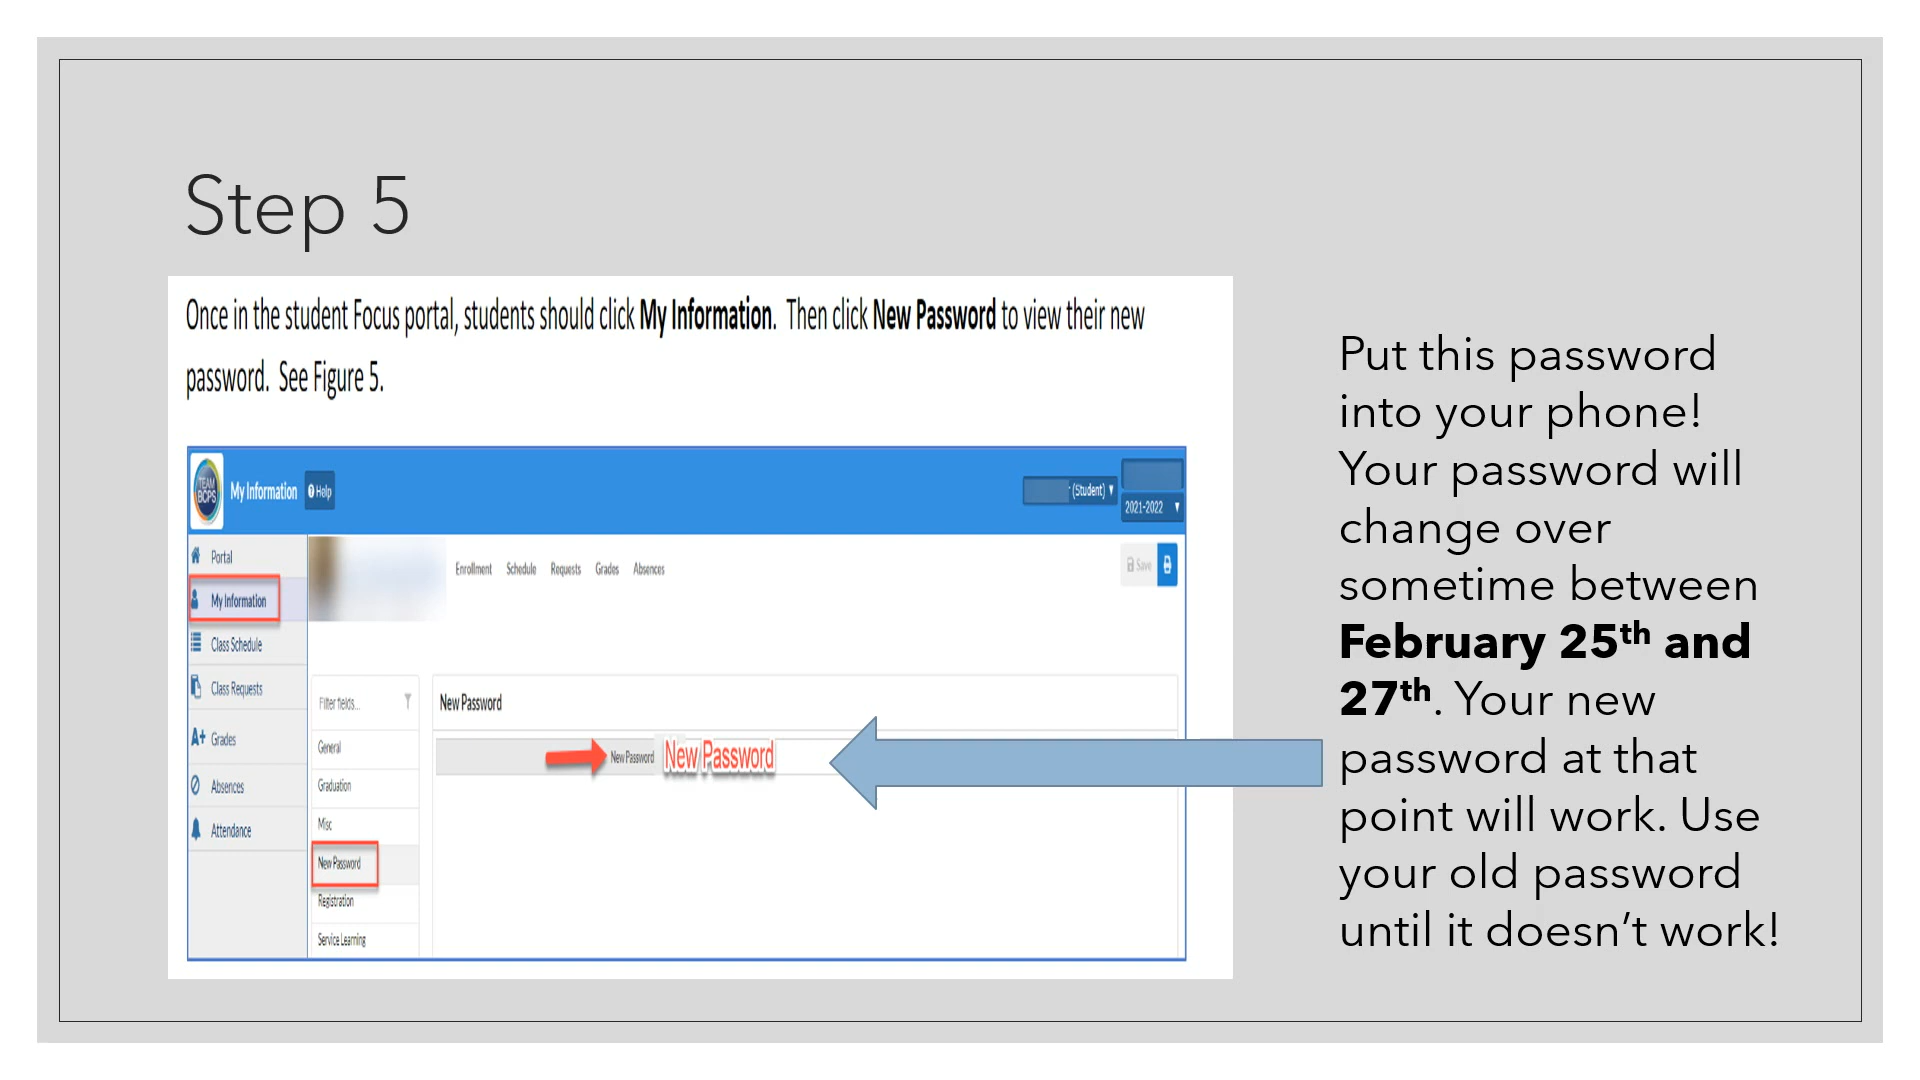 Step 5
Once in the student Focus portal, students should click My Information. Then click New Password to view their new
password. See Figure 5.
TEAM
BCPS
My Information
Help
(Student)
2021-2022
Portal
My Information
Class Schedule
Class Requests
A+ Grades
Absences
Attendance
Enrollment Schedule Requests Grades Absences
Save
Filter fields...
General
Graduation
Misc
New Password
Registration
Service Learning
New Password
New Password New Password
Put this password
into your phone!
Your password will
change over
sometime between
February 25th and
27th. Your new
password at that
point will work. Use
your old password
until it doesn’t work!